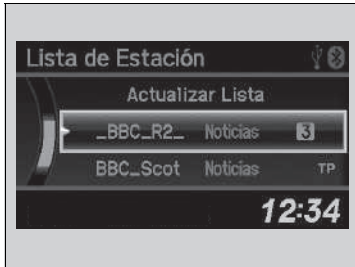 Lista de Estación
Actualizar Lista
_BBC_R2_ Noticias 3
BBC_Scot Noticias TP
12:34